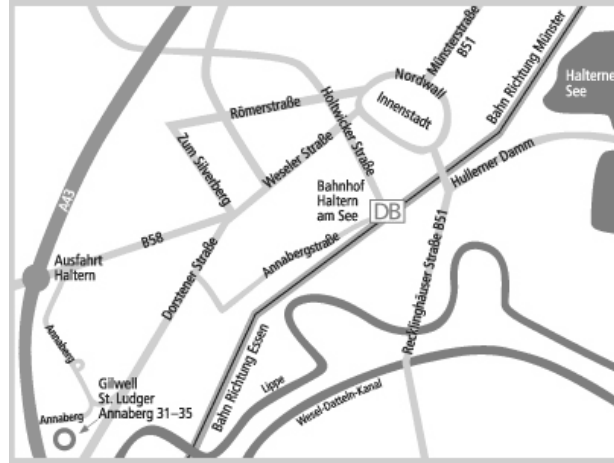 Münsterstraße
B51
Bahn Richtung Münster
Halterner
See
Nordwall
Innenstadt
Holtwicker Straße
Römerstraße
Zum Silverberg
Weseler Straße
Hullerner Damm
Bahnhof
Haltern
am See
DB
A43
B58
Ausfahrt
Haltern
Dorstener Straße
Annabergstraße
Recklinghäuser Straße B51
Annaberg
Bahn Richtung Essen
Lippe
Wesel-Datteln-Kanal
Gilwell
St. Ludger
Annaberg 31–35
Annaberg